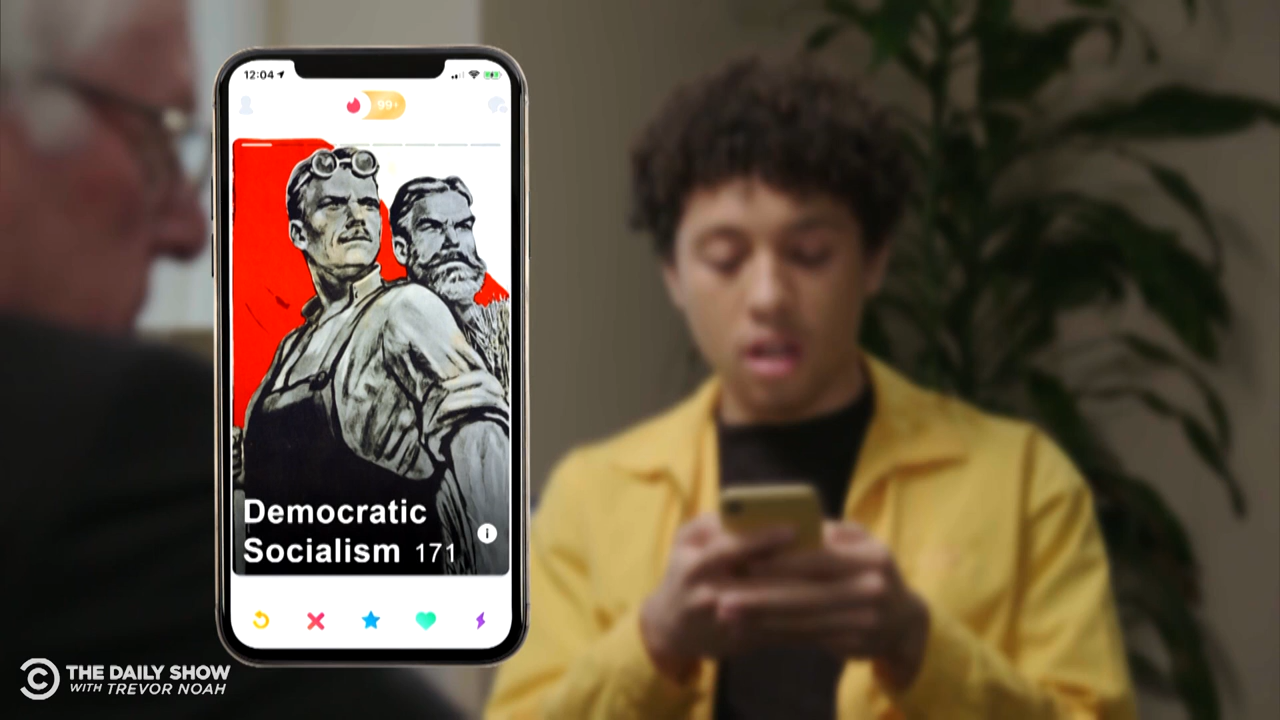 12:04
99+
Democratic
Socialism 171
i
THE DAILY SHOW
WITH TREVOR NOAH